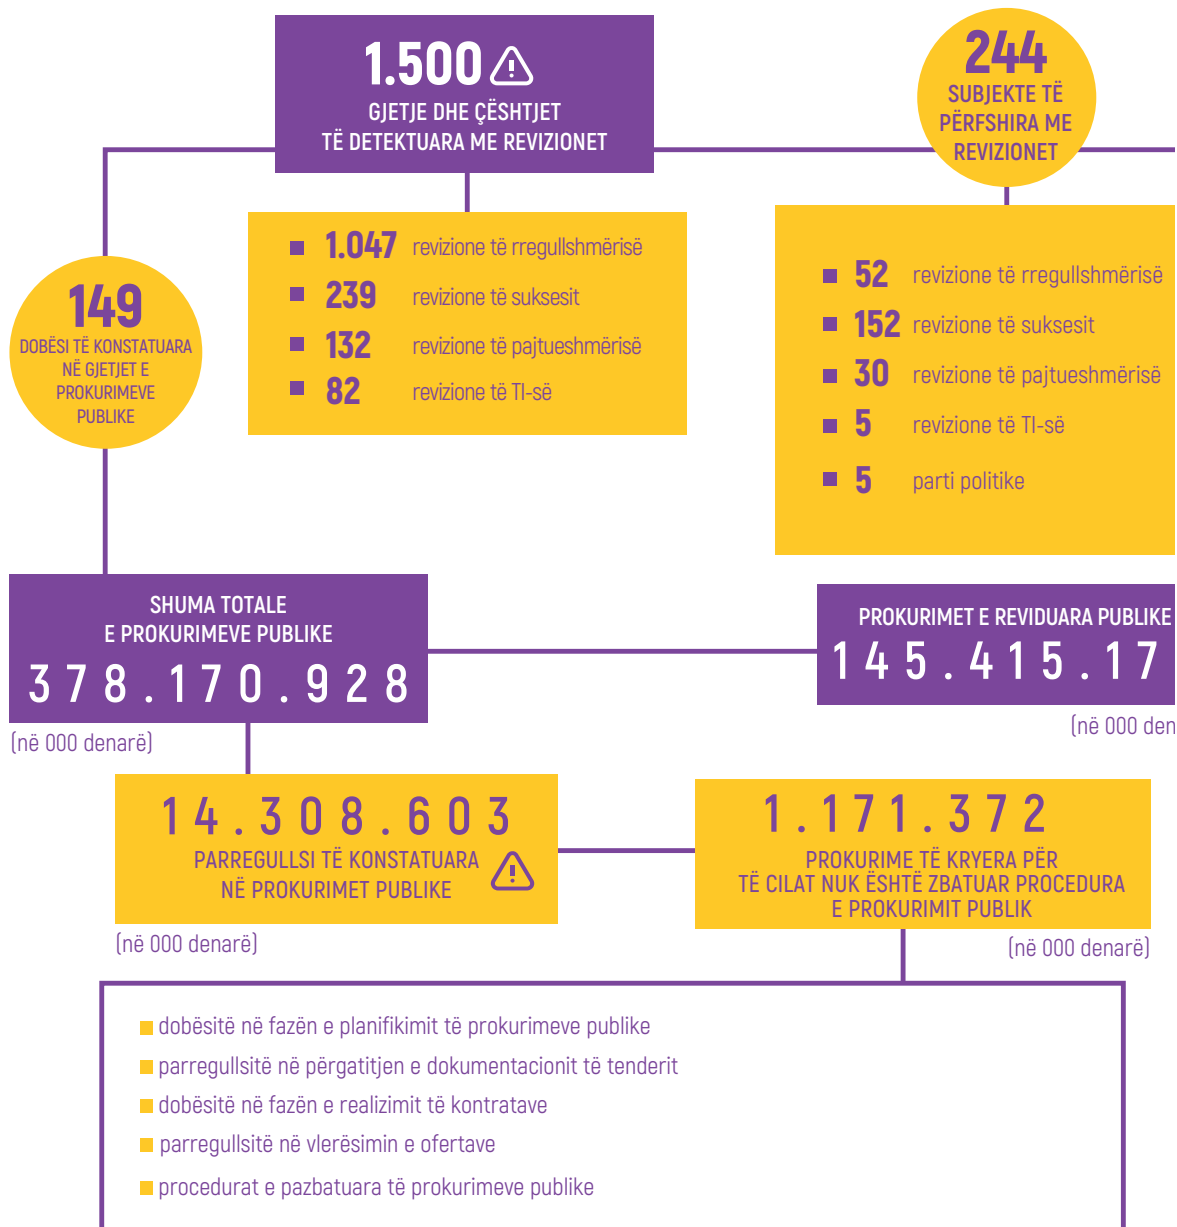 1.500
GJETJE DHE ÇËSHTJET
TË DETEKTUARA ME REVIZIONET
244
SUBJEKTE TË
PËRFSHIRA ME
REVIZIONET
1.047 revizione të rregullshmërisë
239 revizione të suksesit
132 revizione të pajtueshmërisë
82 revizione të TI-së
52 revizione të rregullshmërisë
152 revizione të suksesit
30 revizione të pajtueshmërisë
5 revizione të TI-së
5 parti politike
149
DOBËSI TË KONSTATUARA
NË GJETJET E
PROKURIMEVE
PUBLIKE
SHUMA TOTALE
E PROKURIMEVE PUBLIKE
378.170.928
(në 000 denarë)
PROKURIMET E REVIDUARA PUBLIKE
145.415.17
(në 000 den
14.308.603
PARREGULLSI TË KONSTATUARA
NË PROKURIMET PUBLIKE
(në 000 denarë)
1.171.372
PROKURIME TË KRYERA PËR
TË CILAT NUK ËSHTË ZBATUAR PROCEDURA
E PROKURIMIT PUBLIK
(në 000 denarë)
dobësitë në fazën e planifikimit të prokurimeve publike
parregullsitë në përgatitjen e dokumentacionit të tenderit
dobësitë në fazën e realizimit të kontratave
parregullsitë në vlerësimin e ofertave
procedurat e pazbatuara të prokurimeve publike